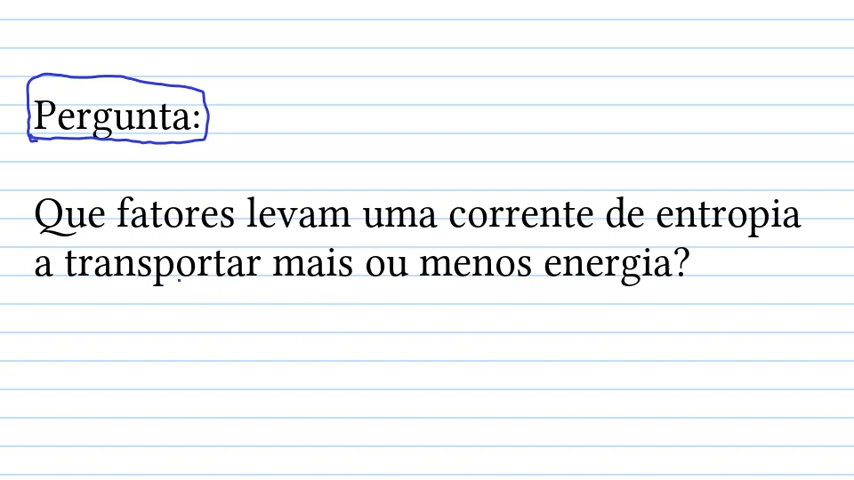 Pergunta:
Que fatores levam uma corrente de entropia
a transportar mais ou menos energia?